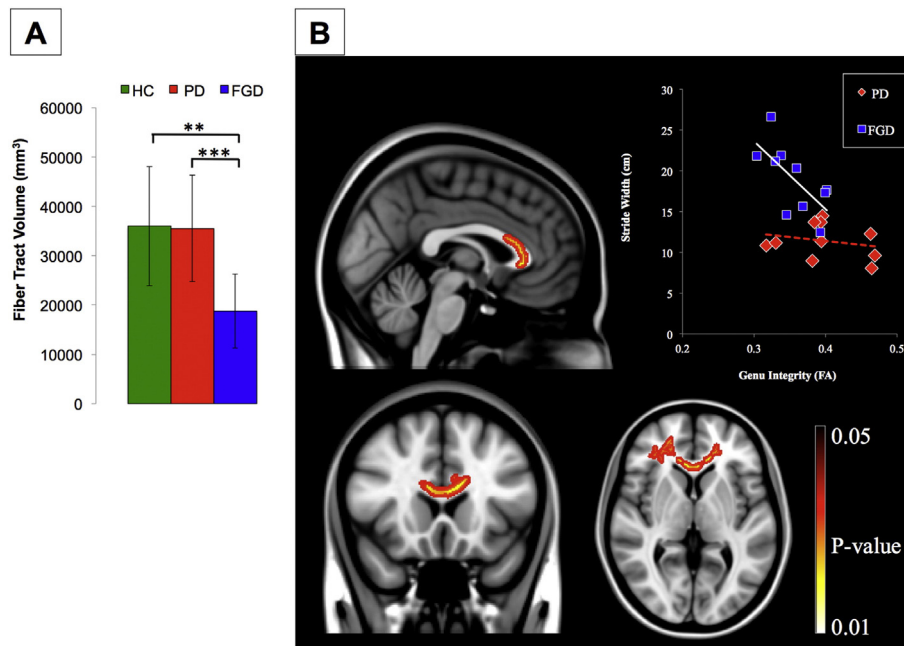 A
HC PD FGD
Fiber Tract Volume (mm³)
60000
50000
40000
30000
20000
10000
0
**
***
B
Stride Width (cm)
30
25
20
15
10
5
0
0.2 0.3 0.4 0.5
Genu Integrity (FA)
PD
FGD
0.05
P-value
0.01